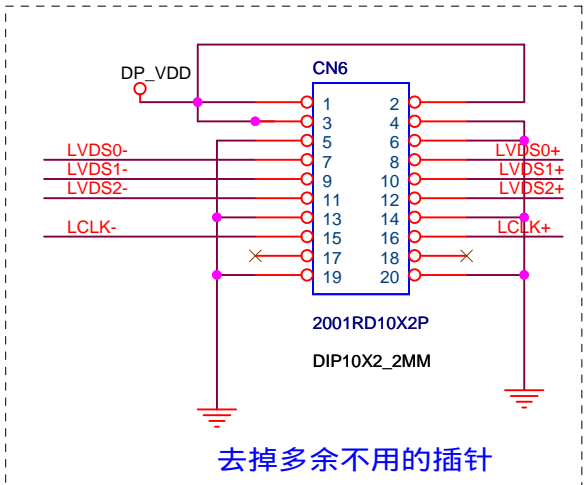 CN6
DP_VDD
1 2
3 4
5 6
LVDS0- 7 8 LVDS0+
LVDS1- 9 10 LVDS1+
LVDS2- 11 12 LVDS2+
13 14
LCLK- 15 16 LCLK+
17 18
19 20
2001RD10X2P
DIP10X2_2MM
去掉多余不用的插针